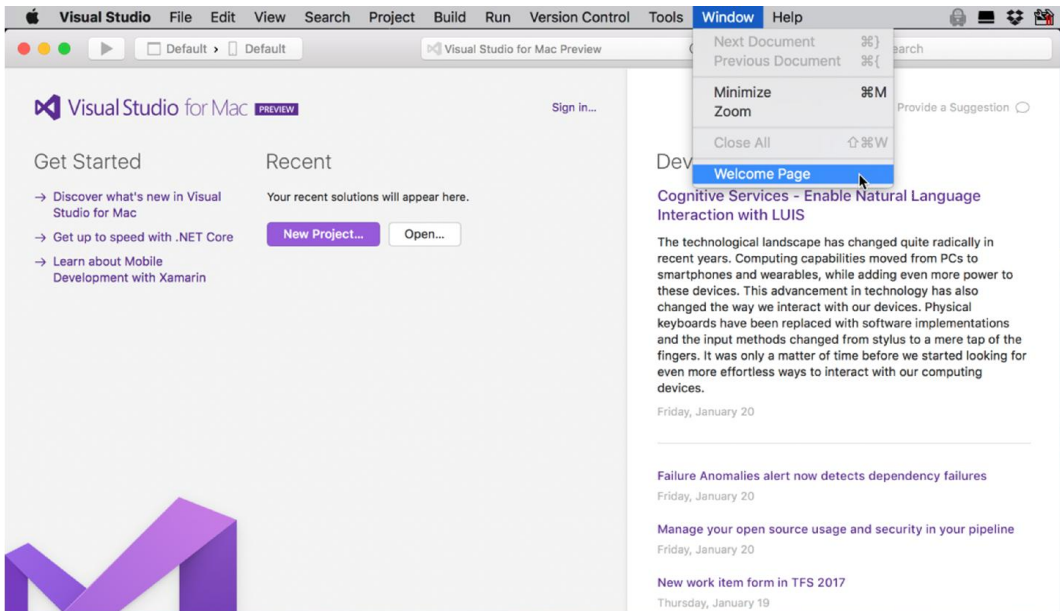 Visual Studio File Edit View Search Project Build Run Version Control Tools Window Help
Default › Default
Visual Studio for Mac Preview
Next Document ⌘}
Previous Document ⌘{
Minimize ⌘M
Zoom
Close All ⇧⌘W
Welcome Page
Visual Studio for Mac PREVIEW
Sign in...
Provide a Suggestion
Get Started
→ Discover what's new in Visual
Studio for Mac
→ Get up to speed with .NET Core
→ Learn about Mobile
Development with Xamarin
Recent
Your recent solutions will appear here.
New Project...
Open...
Dev
Cognitive Services - Enable Natural Language
Interaction with LUIS
The technological landscape has changed quite radically in
recent years. Computing capabilities moved from PCs to
smartphones and wearables, while adding even more power to
these devices. This advancement in technology has also
changed the way we interact with our devices. Physical
keyboards have been replaced with software implementations
and the input methods changed from stylus to a mere tap of the
fingers. It was only a matter of time before we started looking for
even more effortless ways to interact with our computing
devices.
Friday, January 20
Failure Anomalies alert now detects dependency failures
Friday, January 20
Manage your open source usage and security in your pipeline
Friday, January 20
New work item form in TFS 2017
Thursday, January 19